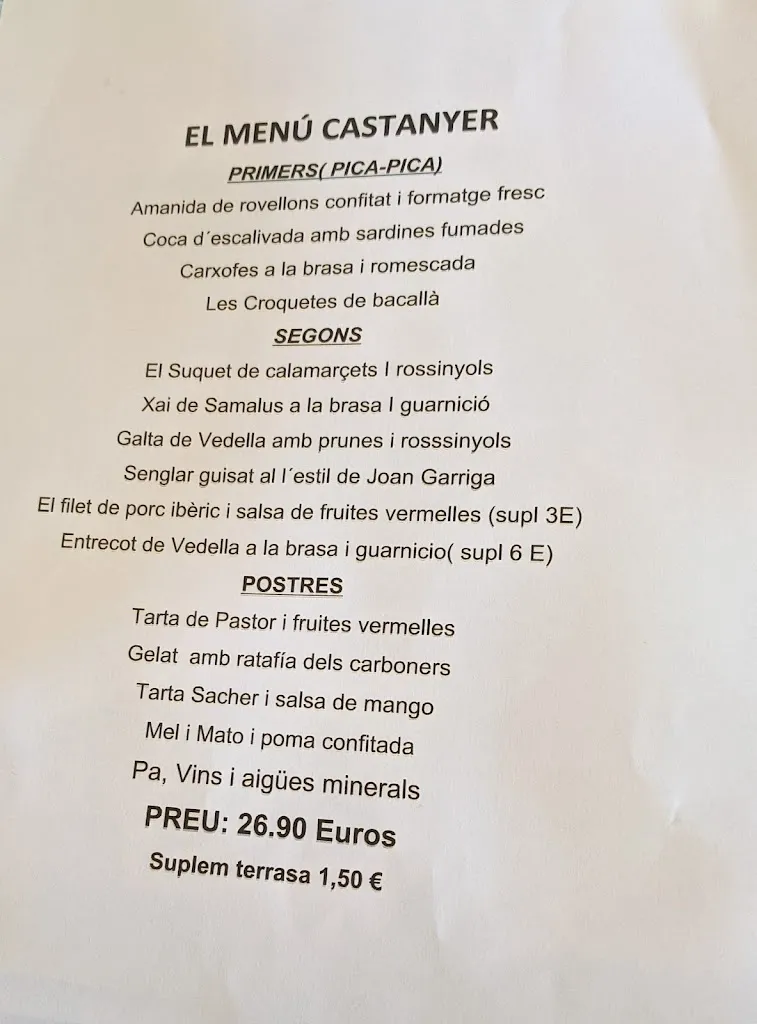 EL MENÚ CASTANYER
PRIMERS( PICA-PICA)
Amanida de rovellons confitat i formatge fresc
Coca d´escalivada amb sardines fumades
Carxofes a la brasa i romescada
Les Croquetes de bacallà
SEGONS
El Suquet de calamarçets I rossinyols
Xai de Samalus a la brasa I guarnició
Galta de Vedella amb prunes i rosssinyols
Senglar guisat al l´estil de Joan Garriga
El filet de porc ibèric i salsa de fruites vermelles (supl 3E)
Entrecot de Vedella a la brasa i guarnicio( supl 6 E)
POSTRES
Tarta de Pastor i fruites vermelles
Gelat amb ratafía dels carboners
Tarta Sacher i salsa de mango
Mel i Mato i poma confitada
Pa, Vins i aigües minerals
PREU: 26.90 Euros
Suplem terrasa 1,50 €